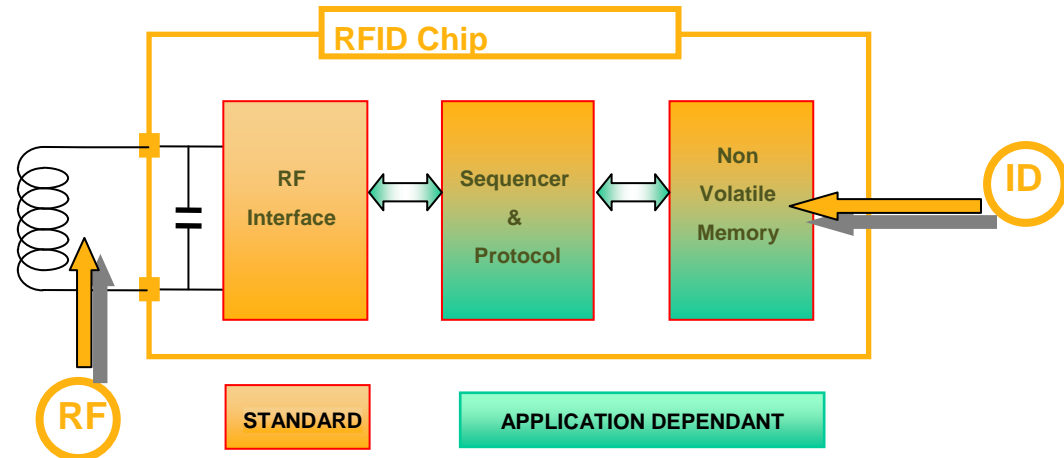 RFID Chip
RF
Interface
Sequencer
&
Protocol
Non
Volatile
Memory
ID
RF
STANDARD
APPLICATION DEPENDANT